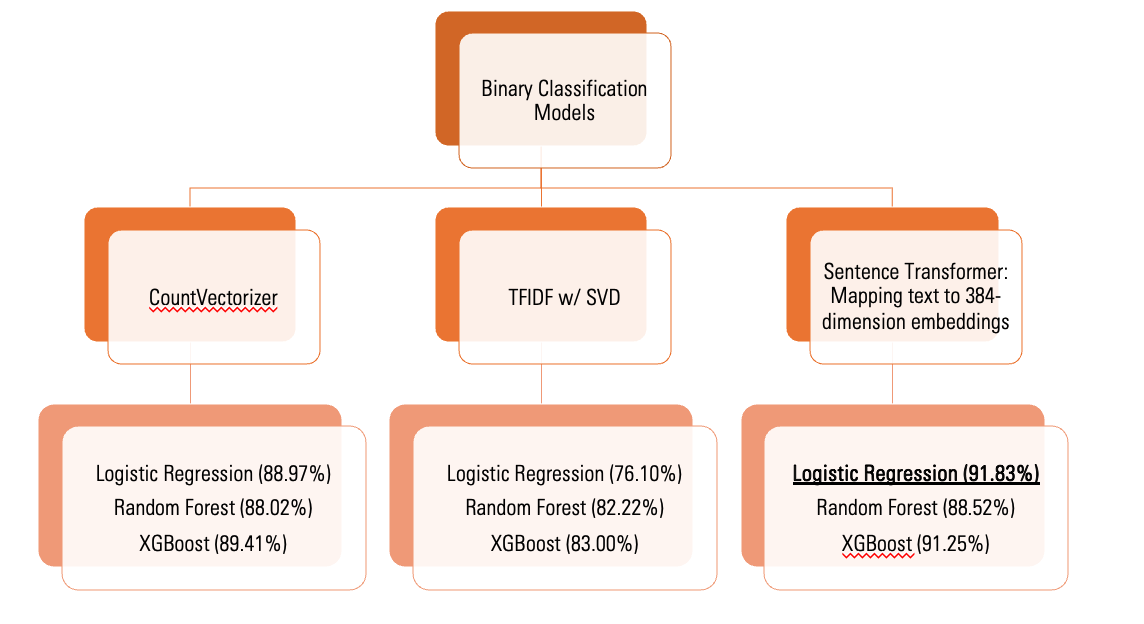 Binary Classification
Models
CountVectorizer
TFIDF w/ SVD
Sentence Transformer:
Mapping text to 384-
dimension embeddings
Logistic Regression (88.97%)
Random Forest (88.02%)
XGBoost (89.41%)
Logistic Regression (76.10%)
Random Forest (82.22%)
XGBoost (83.00%)
Logistic Regression (91.83%)
Random Forest (88.52%)
XGBoost (91.25%)